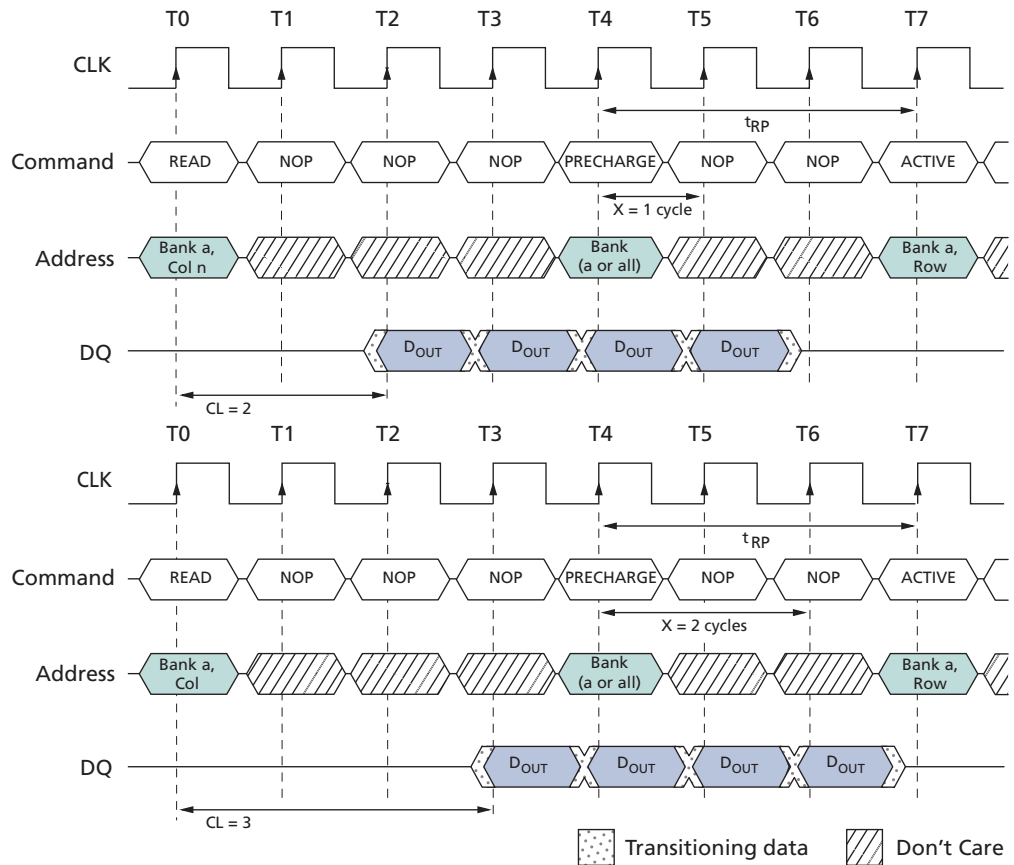 T0 T1 T2 T3 T4 T5 T6 T7
CLK
tRP
Command READ NOP NOP NOP PRECHARGE NOP NOP ACTIVE
X = 1 cycle
Address Bank a, Col n Bank (a or all) Bank a, Row
DQ DOUT DOUT DOUT DOUT
CL = 2
T0 T1 T2 T3 T4 T5 T6 T7
CLK
tRP
Command READ NOP NOP NOP PRECHARGE NOP NOP ACTIVE
X = 2 cycles
Address Bank a, Col Bank (a or all) Bank a, Row
DQ DOUT DOUT DOUT DOUT
CL = 3
Transitioning data Don't Care